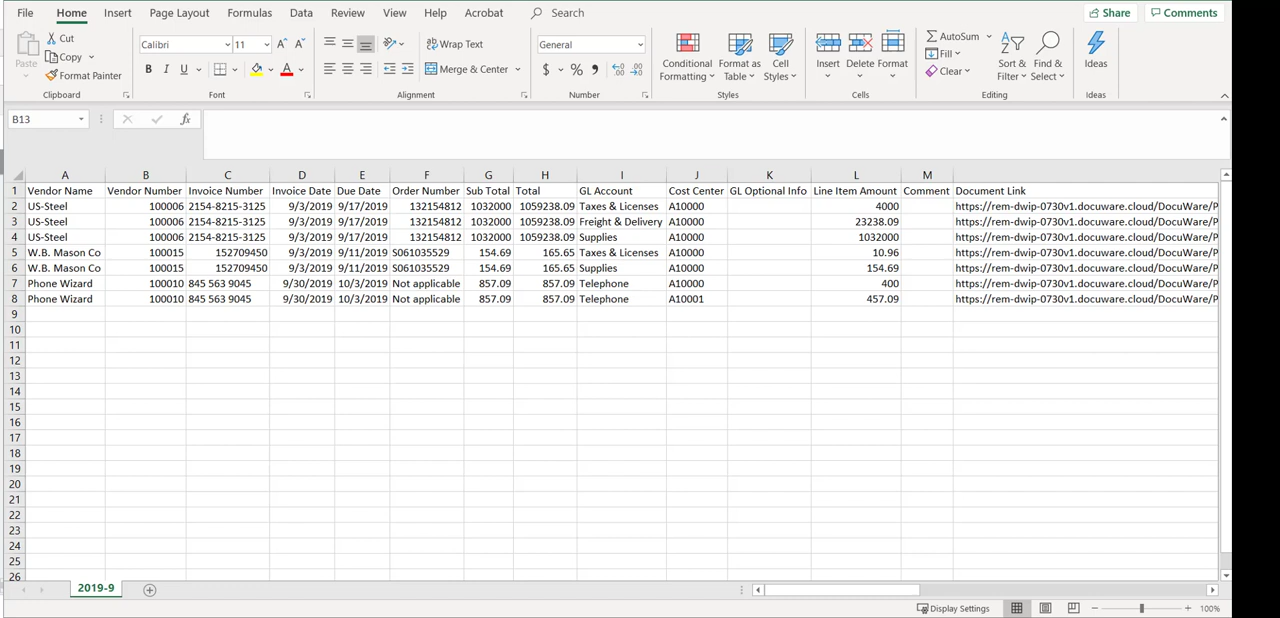 File Home Insert Page Layout Formulas Data Review View Help Acrobat Search Share Comments
Paste Cut Copy Format Painter Clipboard
Calibri 11 B I U A Font
Wrap Text Merge & Center Alignment
General $ % Number
Conditional Formatting Format as Table Cell Styles Styles
Insert Delete Format Cells
AutoSum Fill Clear Sort & Filter Find & Select Editing
Ideas Ideas
B13 fx
A B C D E F G H I J K L M N
1 Vendor Name Vendor Number Invoice Number Invoice Date Due Date Order Number Sub Total Total GL Account Cost Center GL Optional Info Line Item Amount Comment Document Link
2 US-Steel 100006 2154-8215-3125 9/3/2019 9/17/2019 132154812 1032000 1059238.09 Taxes & Licenses A10000 4000 https://rem-dwip-0730v1.docuware.cloud/DocuWare/P
3 US-Steel 100006 2154-8215-3125 9/3/2019 9/17/2019 132154812 1032000 1059238.09 Freight & Delivery A10000 23238.09 https://rem-dwip-0730v1.docuware.cloud/DocuWare/P
4 US-Steel 100006 2154-8215-3125 9/3/2019 9/17/2019 132154812 1032000 1059238.09 Supplies A10000 1032000 https://rem-dwip-0730v1.docuware.cloud/DocuWare/P
5 W.B. Mason Co 100015 152709450 9/3/2019 9/11/2019 S061035529 154.69 165.65 Taxes & Licenses A10000 10.96 https://rem-dwip-0730v1.docuware.cloud/DocuWare/P
6 W.B. Mason Co 100015 152709450 9/3/2019 9/11/2019 S061035529 154.69 165.65 Supplies A10000 154.69 https://rem-dwip-0730v1.docuware.cloud/DocuWare/P
7 Phone Wizard 100010 845 563 9045 9/30/2019 10/3/2019 Not applicable 857.09 857.09 Telephone A10000 400 https://rem-dwip-0730v1.docuware.cloud/DocuWare/P
8 Phone Wizard 100010 845 563 9045 9/30/2019 10/3/2019 Not applicable 857.09 857.09 Telephone A10001 457.09 https://rem-dwip-0730v1.docuware.cloud/DocuWare/P
9
10
11
12
13
14
15
16
17
18
19
20
21
22
23
24
25
26
2019-9
Display Settings 100%